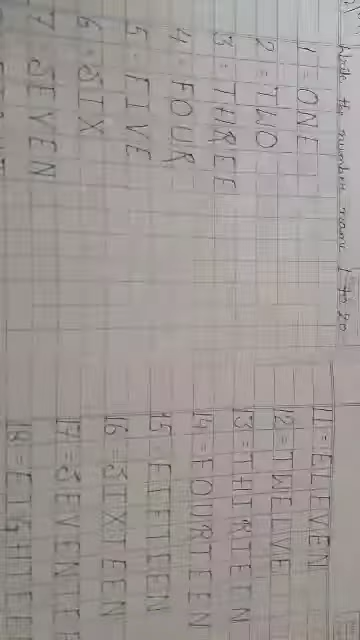 Write the number name 1 to 20
1 = ONE
2 = TWO
3 = THREE
4 = FOUR
5 = FIVE
6 = SIX
7 = SEVEN
11 = ELEVEN
12 = TWELVE
13 = THIRTEEN
14 = FOURTEEN
15 = FIFTEEN
16 = SIXTEEN
17 = SEVENTEE
18 = EIGHTEE